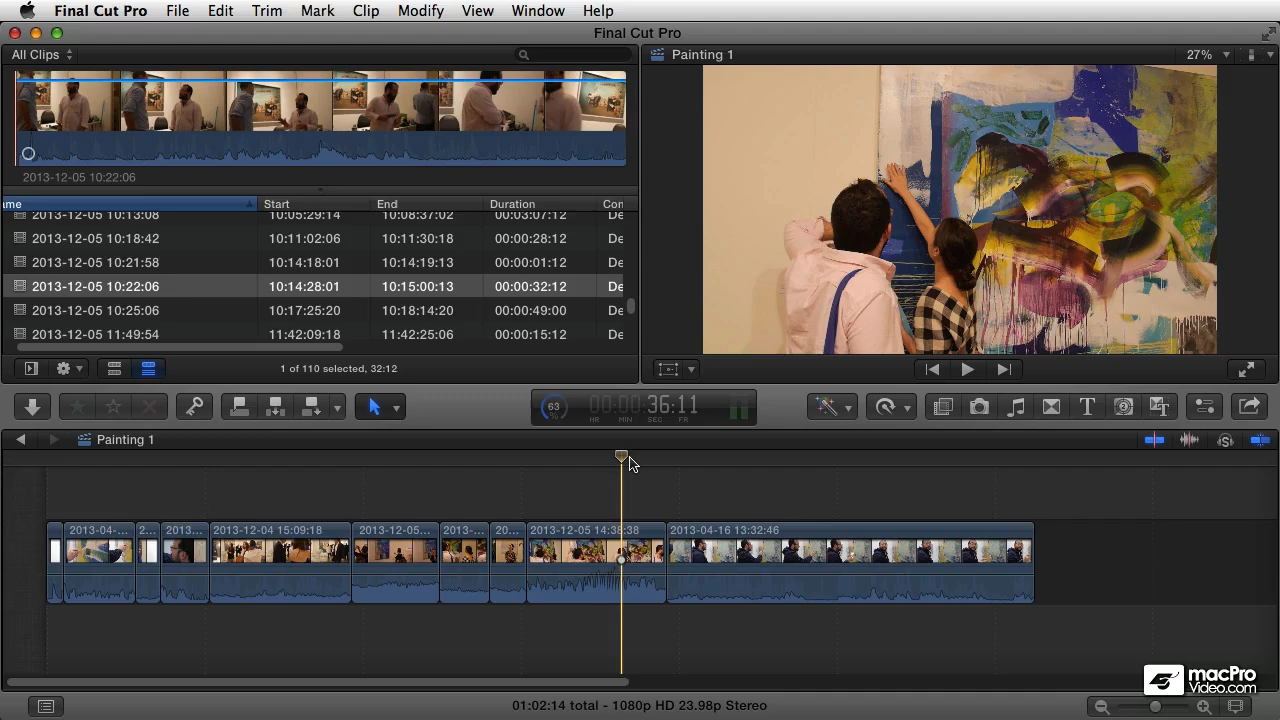 Final Cut Pro File Edit Trim Mark Clip Modify View Window Help
Final Cut Pro
All Clips
Painting 1 27%
2013-12-05 10:22:06
ame Start End Duration Con
2013-12-05 10:13:08 10:05:29:14 10:08:37:02 00:03:07:12 De
2013-12-05 10:18:42 10:11:02:06 10:11:30:18 00:00:28:12 De
2013-12-05 10:21:58 10:14:18:01 10:14:19:13 00:00:01:12 De
2013-12-05 10:22:06 10:14:28:01 10:15:00:13 00:00:32:12 De
2013-12-05 10:25:06 10:17:25:20 10:18:14:20 00:00:49:00 De
2013-12-05 11:49:54 11:42:09:18 11:42:25:06 00:00:15:12 De
1 of 110 selected, 32:12
63 % 00:00:36:11
HR MIN SEC FR
Painting 1
2013-04-... 2... 2013... 2013-12-04 15:09:18 2013-12-05... 2013-... 20... 2013-12-05 14:38:38 2013-04-16 13:32:46
01:02:14 total - 1080p HD 23.98p Stereo
macPro
Video.com